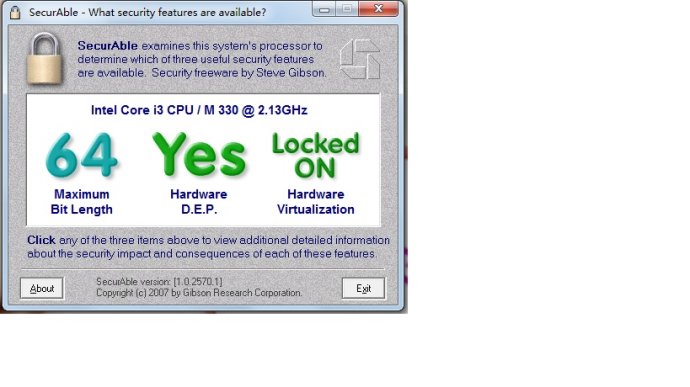 SecurAble - What security features are available?
SecurAble examines this system's processor to
determine which of three useful security features
are available. Security freeware by Steve Gibson.
Intel Core i3 CPU / M 330 @ 2.13GHz
64
Yes
Locked
ON
Maximum
Bit Length
Hardware
D.E.P.
Hardware
Virtualization
Click any of the three items above to view additional detailed information
about the security impact and consequences of each of these features.
About
SecurAble version: [1.0.2570.1]
Copyright (c) 2007 by Gibson Research Corporation.
Exit